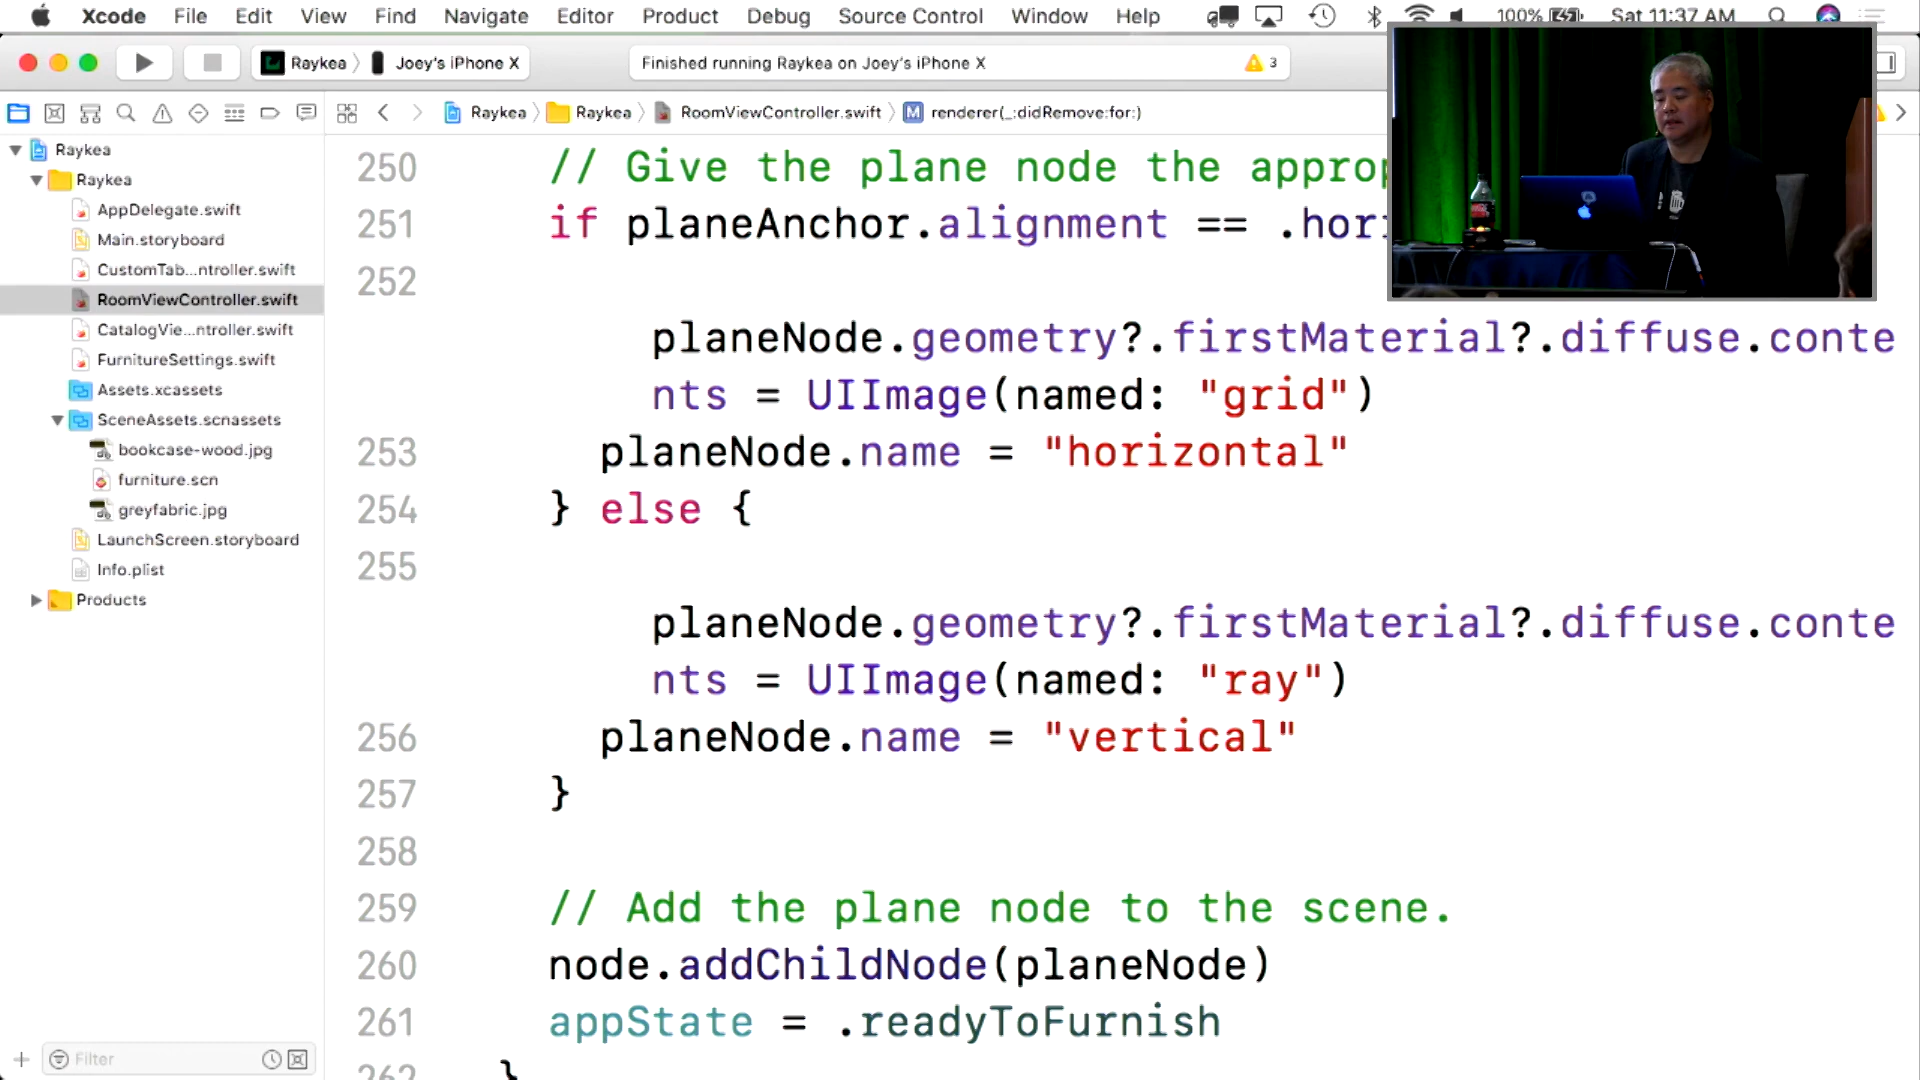 Xcode File Edit View Find Navigate Editor Product Debug Source Control Window Help 100% Sat 11:37 AM
Raykea Joey's iPhone X Finished running Raykea on Joey's iPhone X 3
Raykea Raykea RoomViewController.swift M renderer(_:didRemove:for:)
Raykea
Raykea
AppDelegate.swift
Main.storyboard
CustomTab...ntroller.swift
RoomViewController.swift
CatalogVie...ntroller.swift
FurnitureSettings.swift
Assets.xcassets
SceneAssets.scnassets
bookcase-wood.jpg
furniture.scn
greyfabric.jpg
LaunchScreen.storyboard
Info.plist
Products
Filter
250 // Give the plane node the approp
251 if planeAnchor.alignment == .hori
252
planeNode.geometry?.firstMaterial?.diffuse.conte
nts = UIImage(named: "grid")
253 planeNode.name = "horizontal"
254 } else {
255
planeNode.geometry?.firstMaterial?.diffuse.conte
nts = UIImage(named: "ray")
256 planeNode.name = "vertical"
257 }
258
259 // Add the plane node to the scene.
260 node.addChildNode(planeNode)
261 appState = .readyToFurnish
262 }